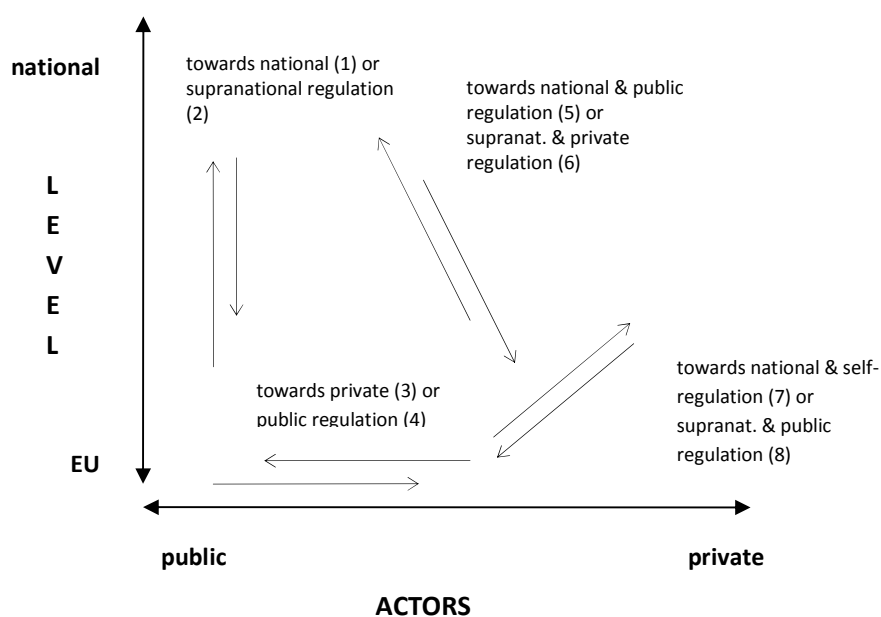 national
towards national (1) or
supranational regulation
(2)
towards national & public
regulation (5) or
supranat. & private
regulation (6)
L
E
V
E
L
towards private (3) or
public regulation (4)
towards national & self-
regulation (7) or
supranat. & public
regulation (8)
EU
public
private
ACTORS